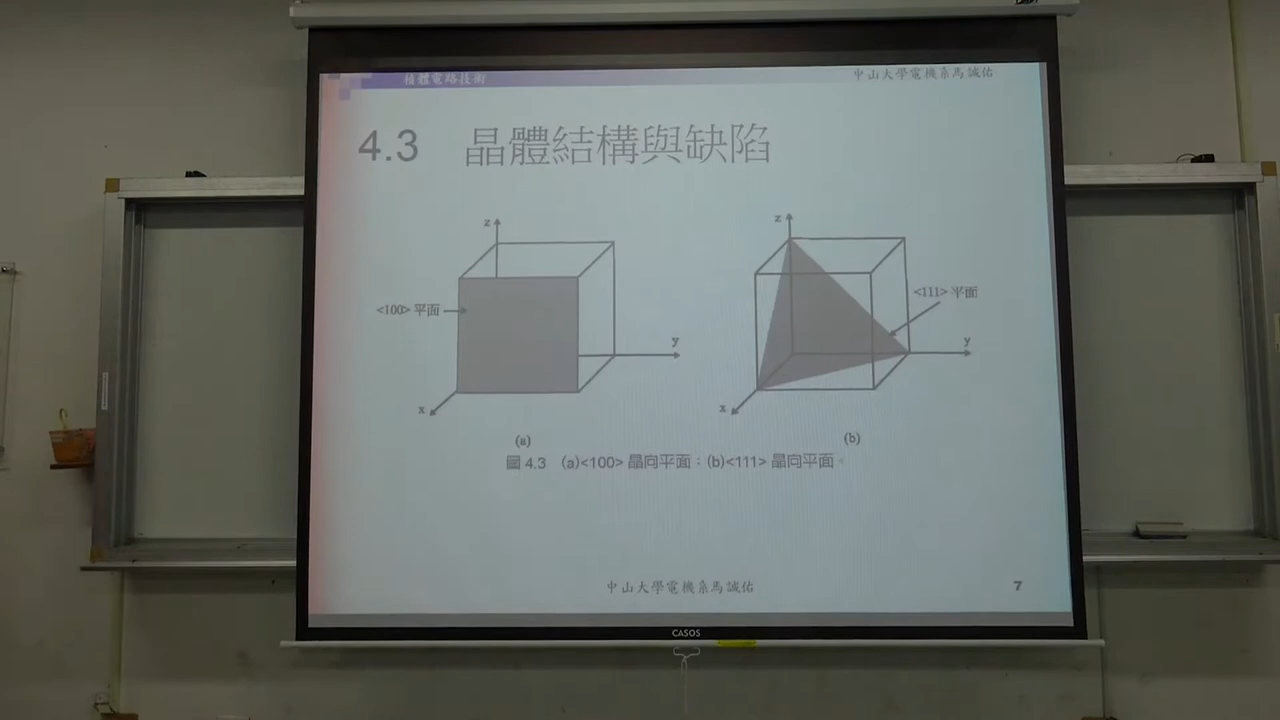 積體電路技術
中山大學電機系馬誠佑
4.3 晶體結構與缺陷
z
<100> 平面
y
x
(a)
z
<111> 平面
y
x
(b)
圖 4.3 (a)<100> 晶向平面；(b)<111> 晶向平面。
中山大學電機系馬誠佑
7
CASOS